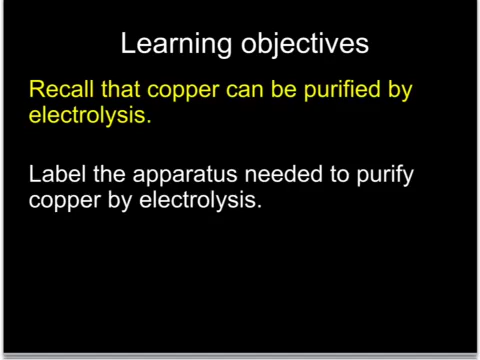 Learning objectives
Recall that copper can be purified by
electrolysis.
Label the apparatus needed to purify
copper by electrolysis.